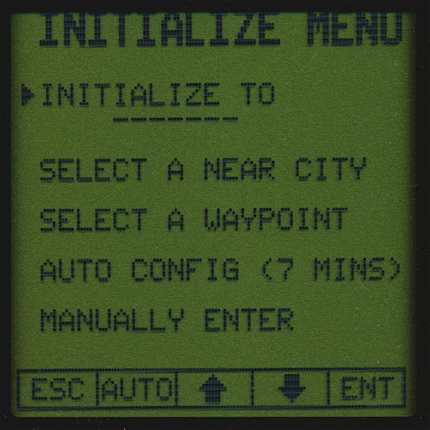 INITIALIZE MENU
▶INITIALIZE TO
-------
SELECT A NEAR CITY
SELECT A WAYPOINT
AUTO CONFIG (7 MINS)
MANUALLY ENTER
ESC AUTO ↑ ↓ ENT